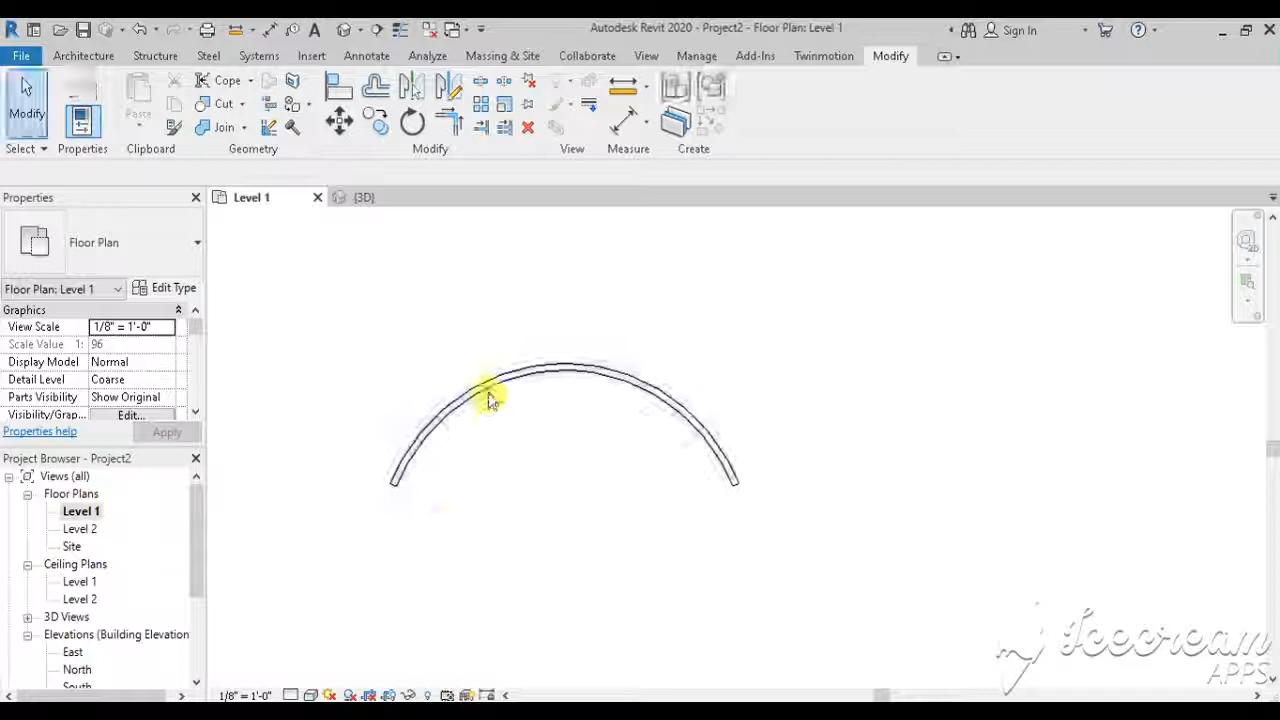 Autodesk Revit 2020 - Project2 - Floor Plan: Level 1
Sign In
File Architecture Structure Steel Systems Insert Annotate Analyze Massing & Site Collaborate View Manage Add-Ins Twinmotion Modify
Modify
Paste
Cope
Cut
Join
Select Properties Clipboard Geometry Modify View Measure Create
Properties
Level 1
{3D}
Floor Plan
Floor Plan: Level 1
Edit Type
Graphics
View Scale 1/8" = 1'-0"
Scale Value 1: 96
Display Model Normal
Detail Level Coarse
Parts Visibility Show Original
Visibility/Grap... Edit...
Properties help
Apply
Project Browser - Project2
Views (all)
Floor Plans
Level 1
Level 2
Site
Ceiling Plans
Level 1
Level 2
3D Views
Elevations (Building Elevation
East
North
South
1/8" = 1'-0"
Icecream
APPS